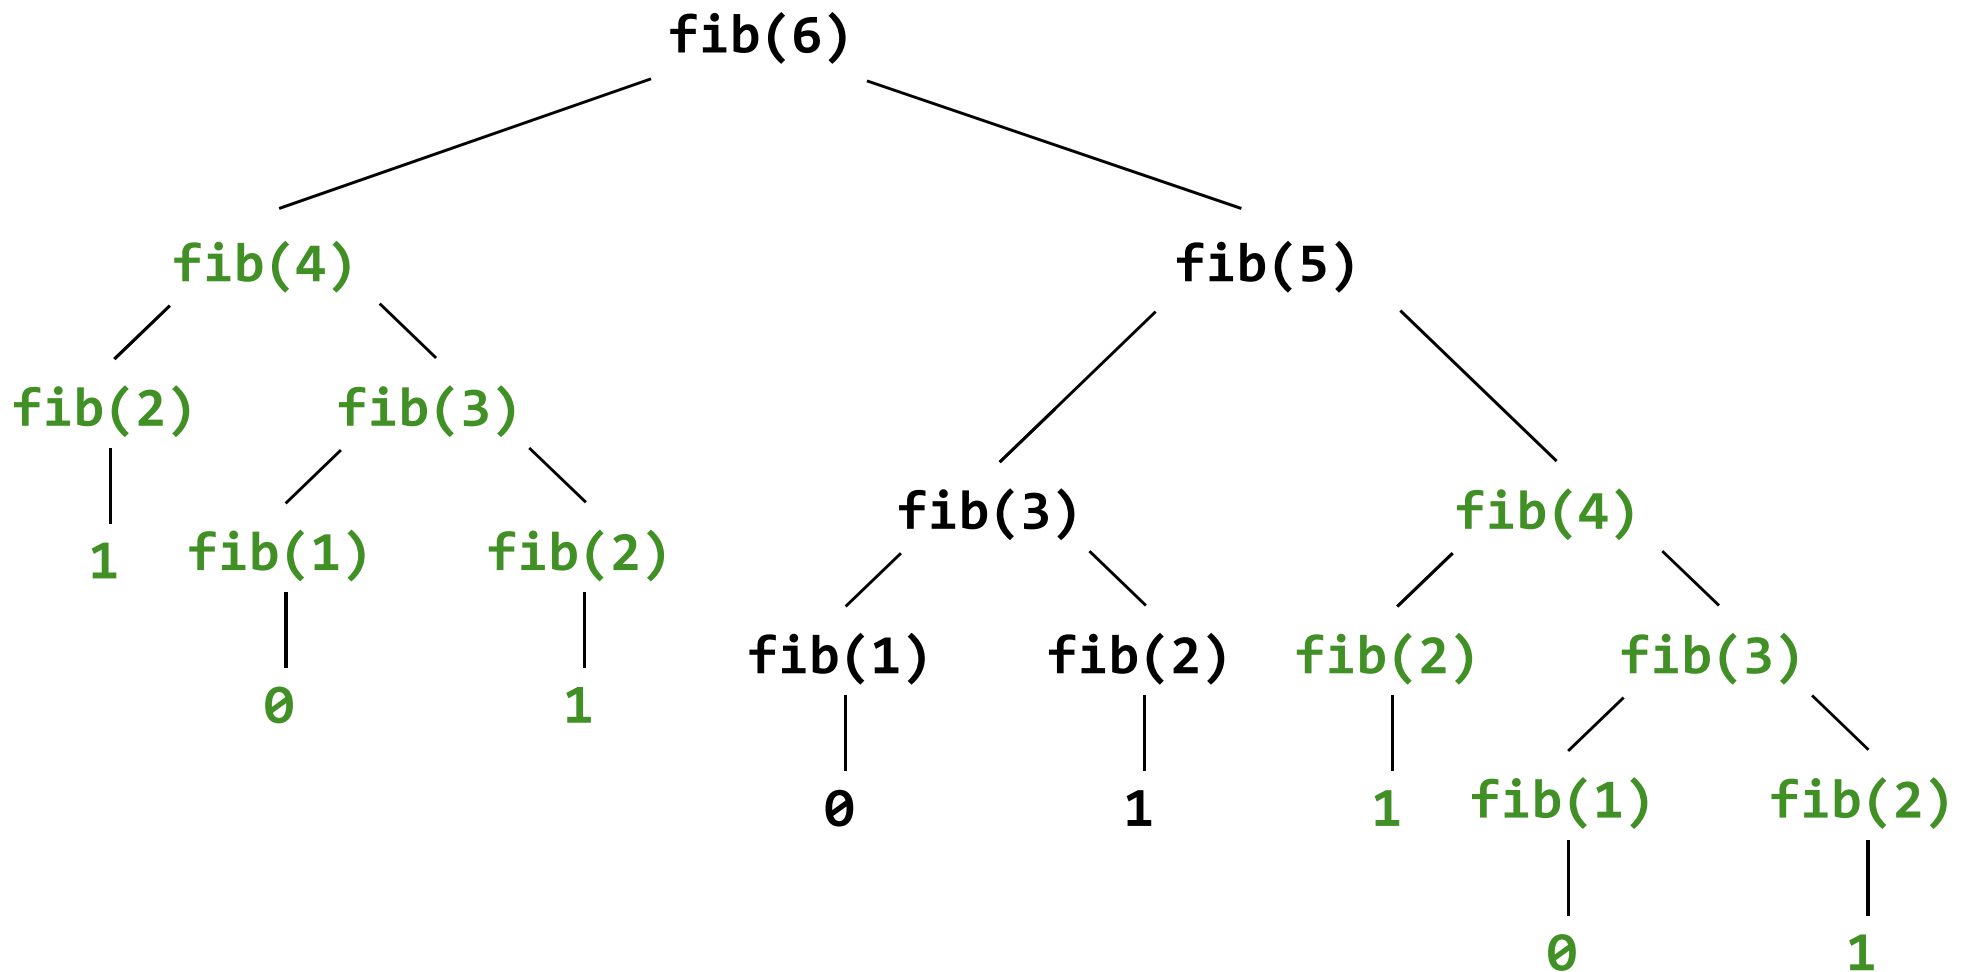 fib(6)
fib(4) fib(5)
fib(2) fib(3)
fib(3) fib(4)
1 fib(1) fib(2)
fib(1) fib(2) fib(2) fib(3)
0 1
0 1 1 fib(1) fib(2)
0 1